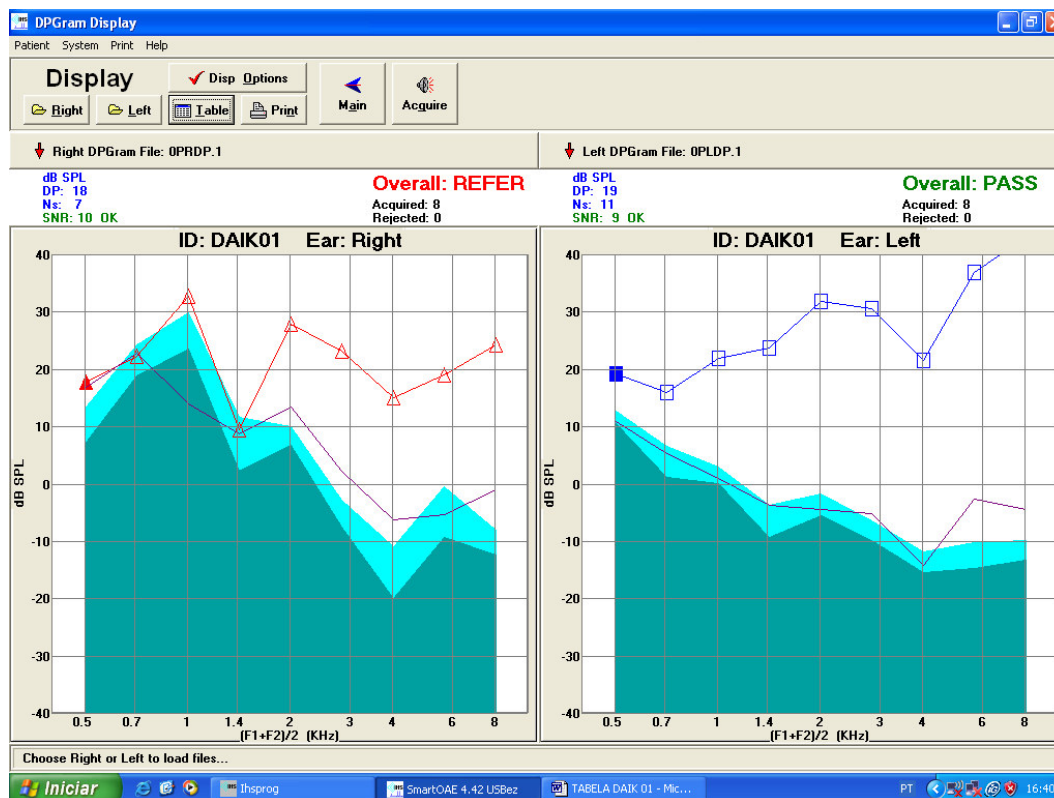 DPGram Display
Patient System Print Help
Display
Disp Options
Right Left Table Print
Main
Acquire
Right DPGram File: 0PRDP.1
Left DPGram File: 0PLDP.1
dB SPL
DP: 18
Ns: 7
SNR: 10 OK
Overall: REFER
Acquired: 8
Rejected: 0
dB SPL
DP: 19
Ns: 11
SNR: 9 OK
Overall: PASS
Acquired: 8
Rejected: 0
ID: DAIK01 Ear: Right
40
30
20
10
0
-10
-20
-30
-40
dB SPL
0.5 0.7 1 1.4 2 3 4 6 8
(F1+F2)/2 (KHz)
ID: DAIK01 Ear: Left
40
30
20
10
0
-10
-20
-30
-40
dB SPL
0.5 0.7 1 1.4 2 3 4 6 8
(F1+F2)/2 (KHz)
Choose Right or Left to load files...
Iniciar
Ihsprog
SmartOAE 4.42 USBez
TABELA DAIK 01 - Mic...
PT
16:40